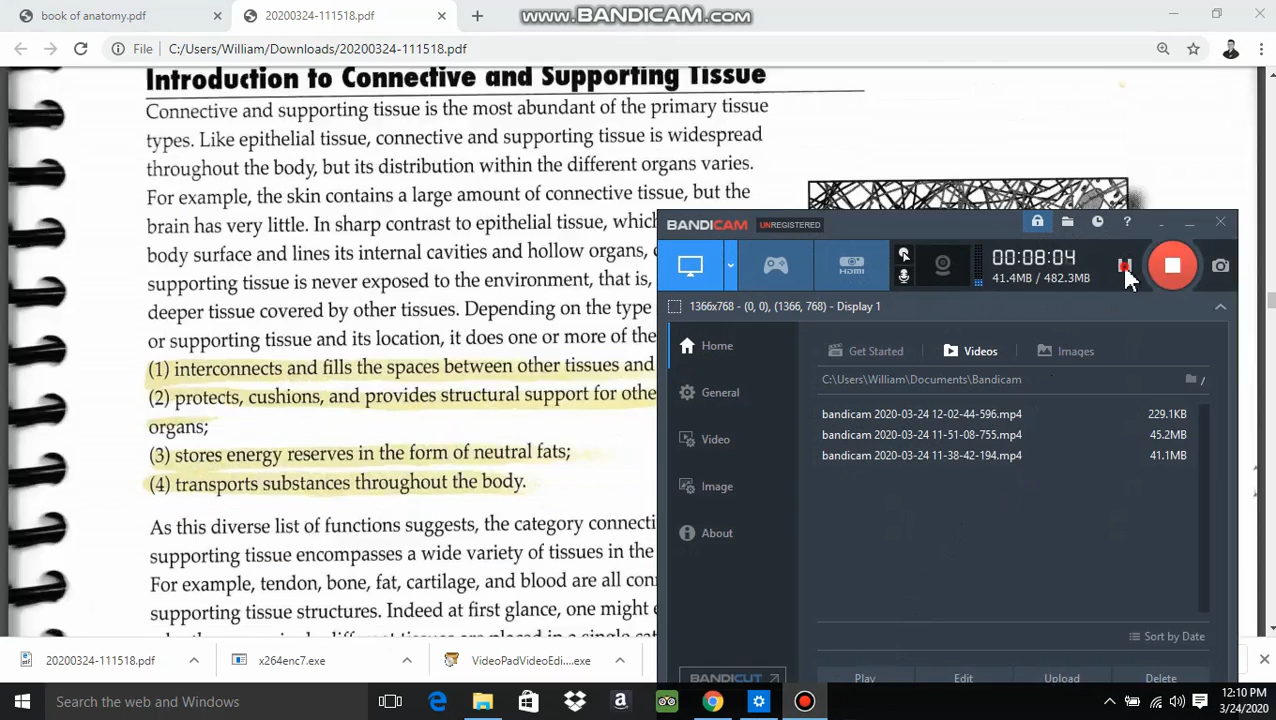 book of anatomy.pdf
20200324-111518.pdf
www.BANDICAM.com
File
C:/Users/William/Downloads/20200324-111518.pdf
Introduction to Connective and Supporting Tissue
Connective and supporting tissue is the most abundant of the primary tissue
types. Like epithelial tissue, connective and supporting tissue is widespread
throughout the body, but its distribution within the different organs varies.
For example, the skin contains a large amount of connective tissue, but the
brain has very little. In sharp contrast to epithelial tissue, which
body surface and lines its internal cavities and hollow organs,
supporting tissue is never exposed to the environment, that is,
deeper tissue covered by other tissues. Depending on the type
or supporting tissue and its location, it does one or more of the
(1) interconnects and fills the spaces between other tissues and
(2) protects, cushions, and provides structural support for othe
organs;
(3) stores energy reserves in the form of neutral fats;
(4) transports substances throughout the body.
As this diverse list of functions suggests, the category
supporting tissue encompasses a wide variety of tissues in the
For example, tendon, bone, fat, cartilage, and blood are all
supporting tissue structures. Indeed at first glance, one might
BANDICAM UNREGISTERED
HDMI
00:08:04
41.4MB / 482.3MB
1366x768 - (0, 0), (1366, 768) - Display 1
Home
General
Video
Image
About
Get Started
Videos
Images
C:\Users\William\Documents\Bandicam
/
bandicam 2020-03-24 12-02-44-596.mp4 229.1KB
bandicam 2020-03-24 11-51-08-755.mp4 45.2MB
bandicam 2020-03-24 11-38-42-194.mp4 41.1MB
Sort by Date
BANDICUT
Play
Edit
Upload
Delete
20200324-111518.pdf
x264enc7.exe
VideoPadVideoEdi....exe
Search the web and Windows
12:10 PM
3/24/2020